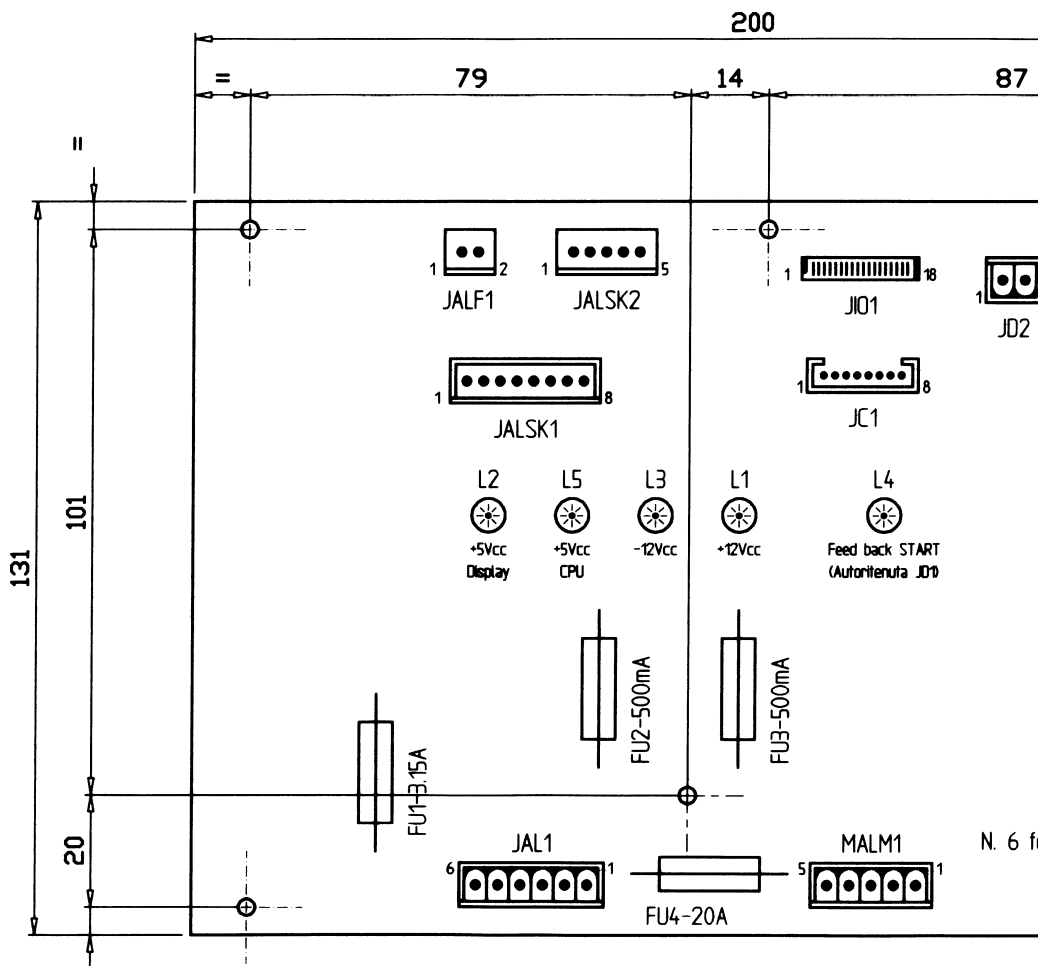 200
=
79
14
87
=
1
2
JALF1
1
5
JALSK2
1
18
JIO1
1
JD2
1
8
JALSK1
1
8
JC1
L2
+5Vcc
Display
L5
+5Vcc
CPU
L3
-12Vcc
L1
+12Vcc
L4
Feed back START
(Autoritenuta JD1)
101
131
20
FU1-3.15A
FU2-500mA
FU3-500mA
JAL1
6
1
FU4-20A
MALM1
5
1
N. 6 f